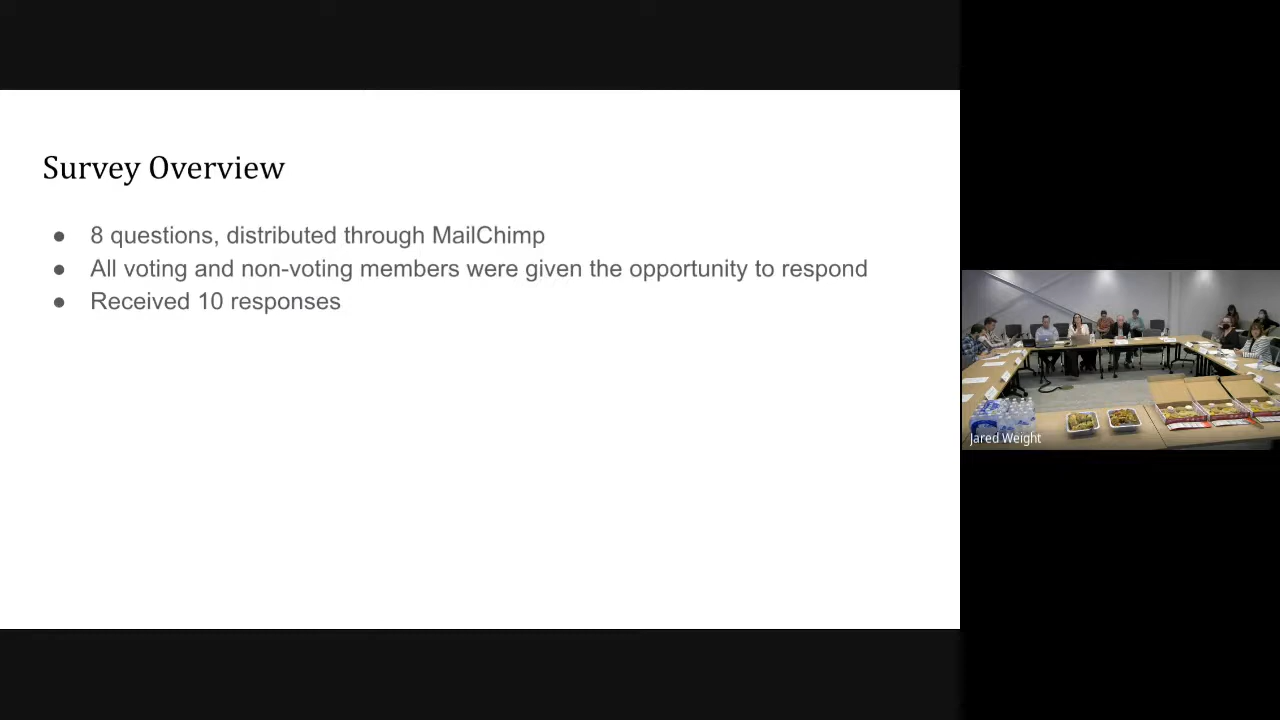 Survey Overview
● 8 questions, distributed through MailChimp
● All voting and non-voting members were given the opportunity to respond
● Received 10 responses
Jared Weight